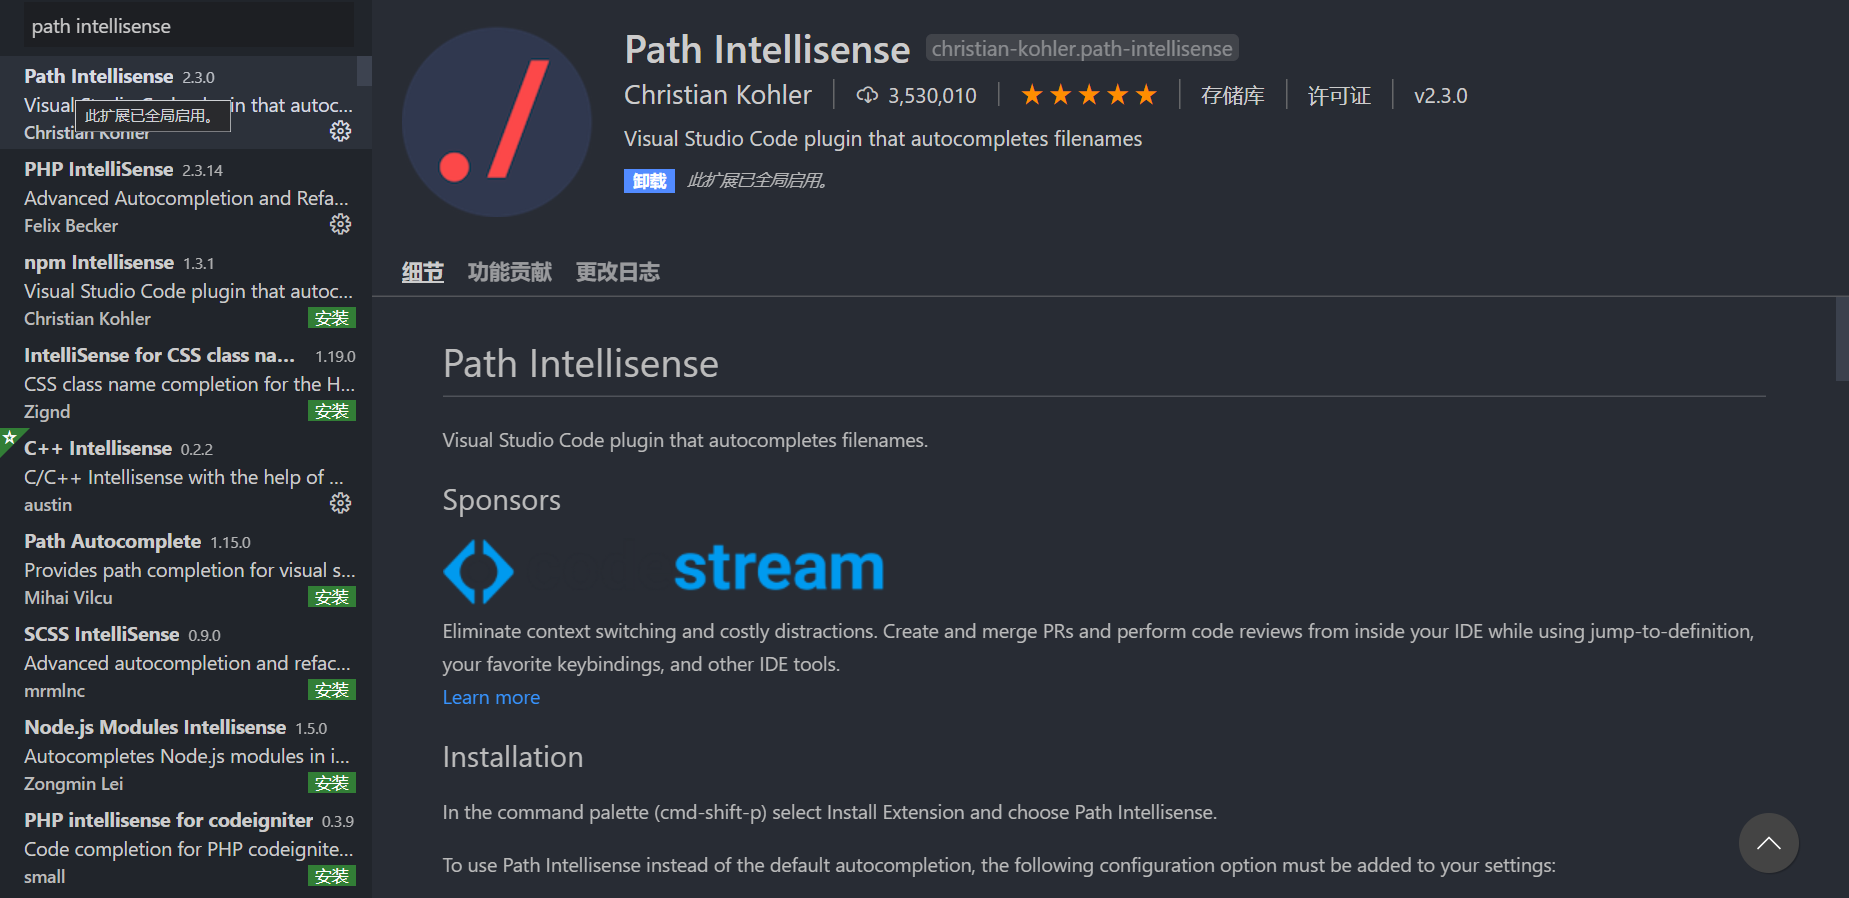 path intellisense
Path Intellisense 2.3.0
Visual Studio Code plugin that autoc...
此扩展已全局启用。
Christian Kohler
PHP IntelliSense 2.3.14
Advanced Autocompletion and Refa...
Felix Becker
npm Intellisense 1.3.1
Visual Studio Code plugin that autoc...
Christian Kohler 安装
IntelliSense for CSS class na... 1.19.0
CSS class name completion for the H...
Zignd 安装
C++ Intellisense 0.2.2
C/C++ Intellisense with the help of ...
austin
Path Autocomplete 1.15.0
Provides path completion for visual s...
Mihai Vilcu 安装
SCSS IntelliSense 0.9.0
Advanced autocompletion and refac...
mrmlnc 安装
Node.js Modules Intellisense 1.5.0
Autocompletes Node.js modules in i...
Zongmin Lei 安装
PHP intellisense for codeigniter 0.3.9
Code completion for PHP codeignite...
small 安装
Path Intellisense christian-kohler.path-intellisense
Christian Kohler 3,530,010 存储库 许可证 v2.3.0
Visual Studio Code plugin that autocompletes filenames
卸载 此扩展已全局启用。
细节 功能贡献 更改日志
Path Intellisense
Visual Studio Code plugin that autocompletes filenames.
Sponsors
stream
Eliminate context switching and costly distractions. Create and merge PRs and perform code reviews from inside your IDE while using jump-to-definition,
your favorite keybindings, and other IDE tools.
Learn more
Installation
In the command palette (cmd-shift-p) select Install Extension and choose Path Intellisense.
To use Path Intellisense instead of the default autocompletion, the following configuration option must be added to your settings: